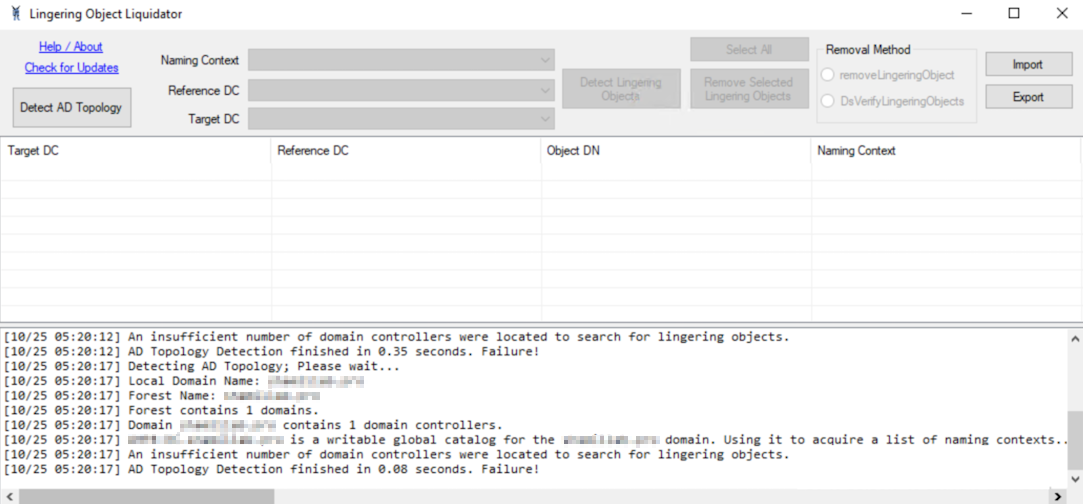 Lingering Object Liquidator
Help / About
Check for Updates
Detect AD Topology
Naming Context
Reference DC
Target DC
Detect Lingering
Objects
Select All
Remove Selected
Lingering Objects
Removal Method
removeLingeringObject
DsVerifyLingeringObjects
Import
Export
Target DC Reference DC Object DN Naming Context
[10/25 05:20:12] An insufficient number of domain controllers were located to search for lingering objects.
[10/25 05:20:12] AD Topology Detection finished in 0.35 seconds. Failure!
[10/25 05:20:17] Detecting AD Topology; Please wait...
[10/25 05:20:17] Local Domain Name:
[10/25 05:20:17] Forest Name:
[10/25 05:20:17] Forest contains 1 domains.
[10/25 05:20:17] Domain contains 1 domain controllers.
[10/25 05:20:17] is a writable global catalog for the domain. Using it to acquire a list of naming contexts..
[10/25 05:20:17] An insufficient number of domain controllers were located to search for lingering objects.
[10/25 05:20:17] AD Topology Detection finished in 0.08 seconds. Failure!